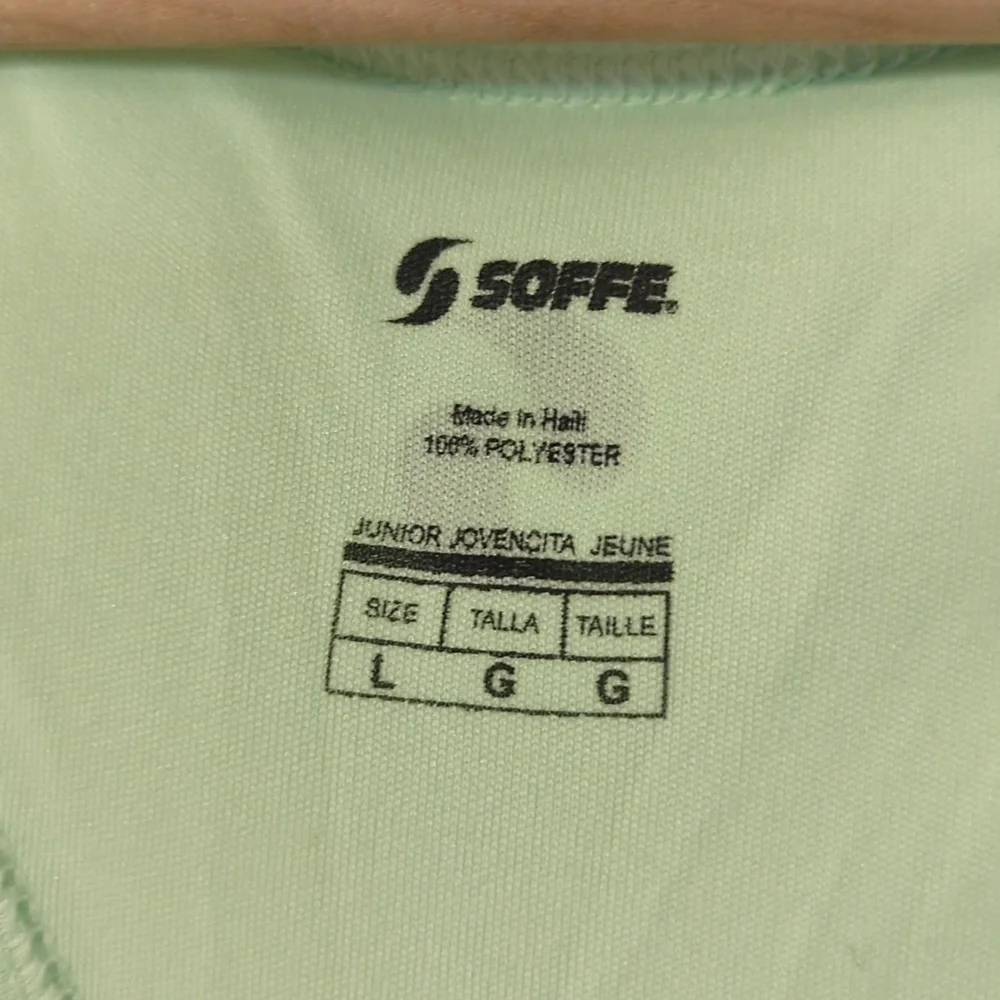 SOFFE®
Made in Haiti
100% POLYESTER
JUNIOR JOVENCITA JEUNE
SIZE TALLA TAILLE
L G G